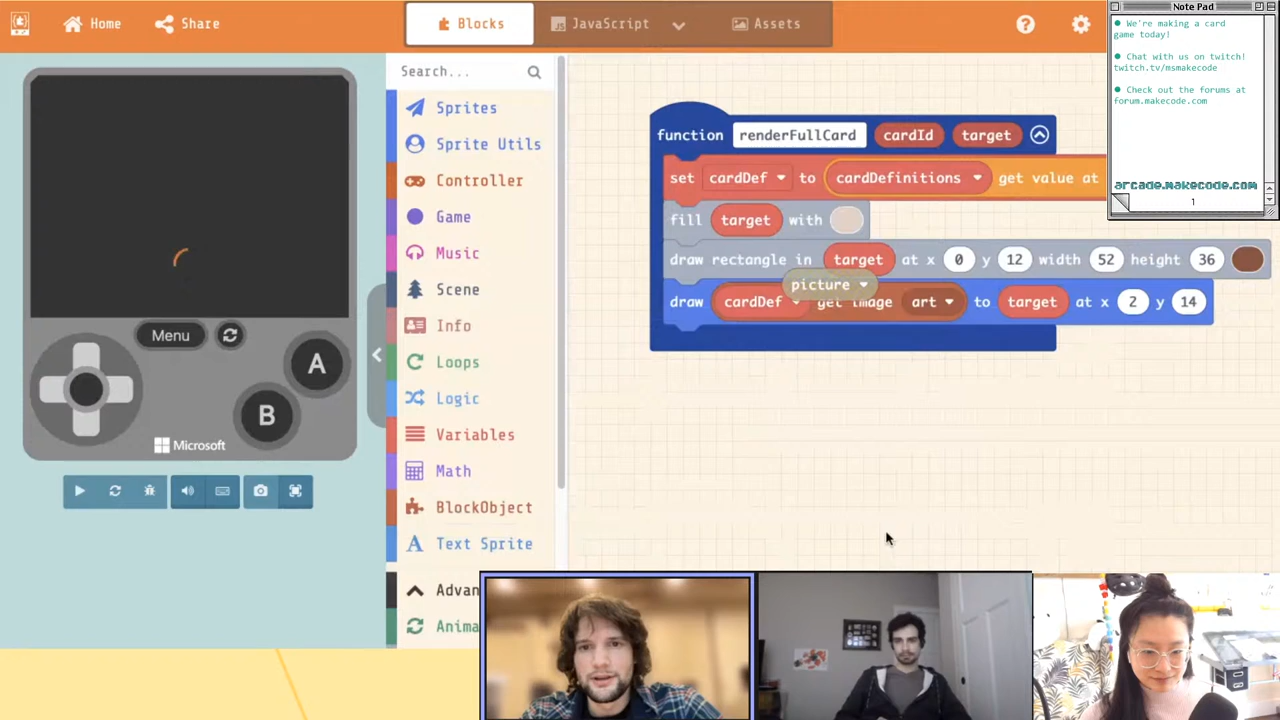 Home
Share
Blocks
JavaScript
Assets
Note Pad
We're making a card
game today!
Chat with us on twitch!
twitch.tv/msmakecode
Check out the forums at
forum.makecode.com
arcade.makecode.com
1
Menu
A
B
Microsoft
Search...
Sprites
Sprite Utils
Controller
Game
Music
Scene
Info
Loops
Logic
Variables
Math
BlockObject
Text Sprite
Advan
Anima
function renderFullCard cardId target
set cardDef to cardDefinitions get value at
fill target with
draw rectangle in target at x 0 y 12 width 52 height 36
picture
draw cardDef get image art to target at x 2 y 14